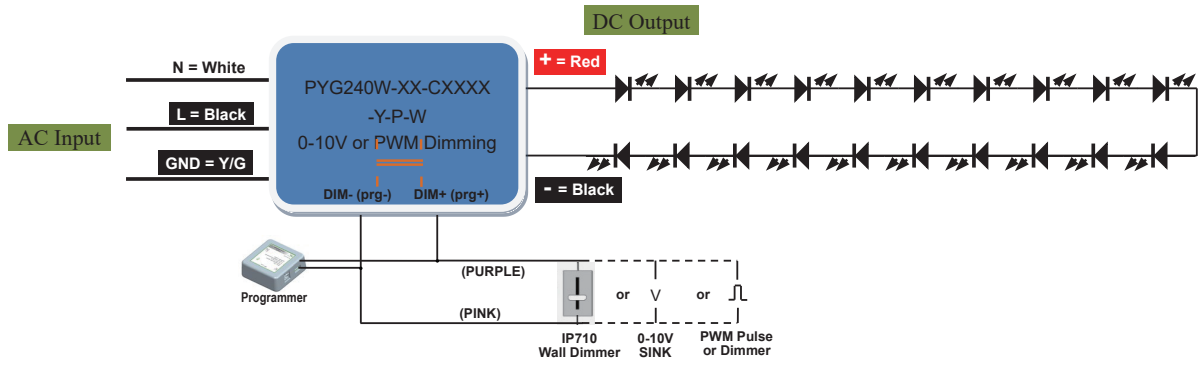 DC Output
+ = Red
N = White
PYG240W-XX-CXXXX
-Y-P-W
0-10V or PWM Dimming
L = Black
AC Input
GND = Y/G
- = Black
DIM- (prg-) DIM+ (prg+)
(PURPLE)
Programmer
or V or
(PINK)
IP710
Wall Dimmer
0-10V
SINK
PWM Pulse
or Dimmer